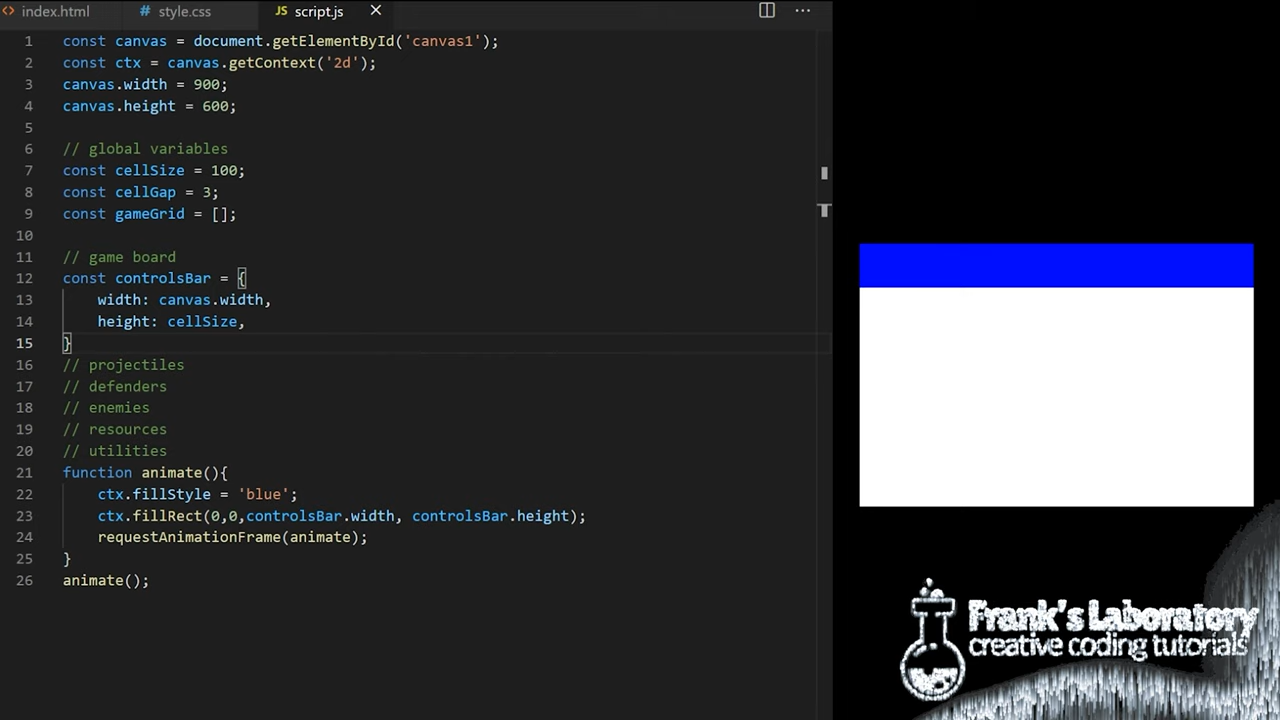 index.html
# style.css
JS script.js
1 const canvas = document.getElementById('canvas1');
2 const ctx = canvas.getContext('2d');
3 canvas.width = 900;
4 canvas.height = 600;
5
6 // global variables
7 const cellSize = 100;
8 const cellGap = 3;
9 const gameGrid = [];
10
11 // game board
12 const controlsBar = {
13 width: canvas.width,
14 height: cellSize,
15 }
16 // projectiles
17 // defenders
18 // enemies
19 // resources
20 // utilities
21 function animate(){
22 ctx.fillStyle = 'blue';
23 ctx.fillRect(0,0,controlsBar.width, controlsBar.height);
24 requestAnimationFrame(animate);
25 }
26 animate();
Frank's Laboratory
creative coding tutorials